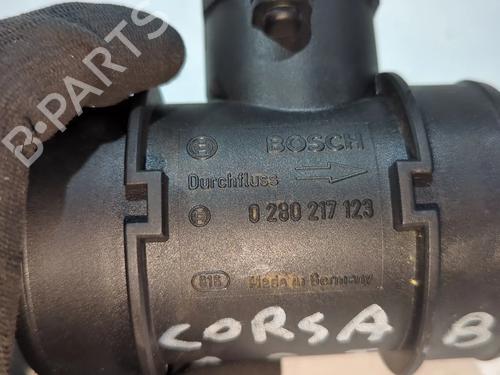 B-PARTS
BOSCH
Durchfluss
0 280 217 123
Made in Germany
CORSA B